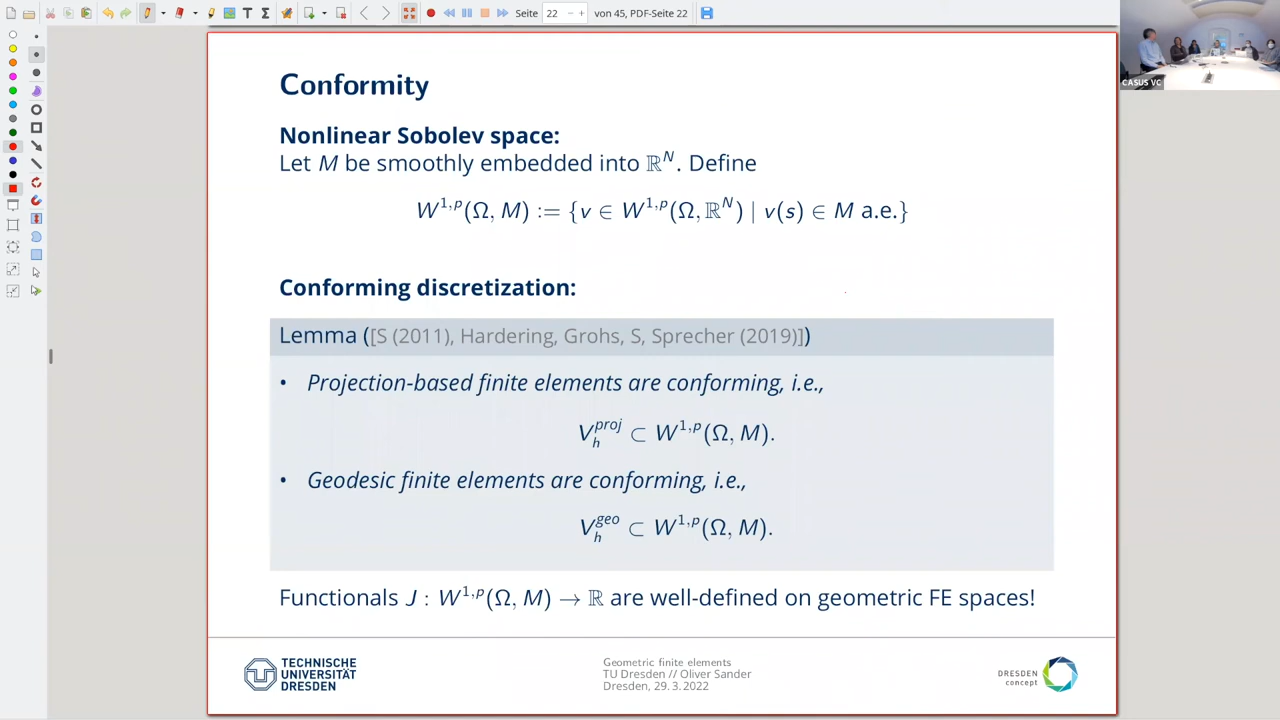 Seite 22 von 45, PDF-Seite 22
CASUS VC
Conformity
Nonlinear Sobolev space:
Let M be smoothly embedded into ℝ^N. Define
W^{1,p}(Ω, M) := {v ∈ W^{1,p}(Ω, ℝ^N) | v(s) ∈ M a.e.}
Conforming discretization:
Lemma ([S (2011), Hardering, Grohs, S, Sprecher (2019)])
• Projection-based finite elements are conforming, i.e.,
V_h^{proj} ⊂ W^{1,p}(Ω, M).
• Geodesic finite elements are conforming, i.e.,
V_h^{geo} ⊂ W^{1,p}(Ω, M).
Functionals J : W^{1,p}(Ω, M) → ℝ are well-defined on geometric FE spaces!
TECHNISCHE
UNIVERSITÄT
DRESDEN
Geometric finite elements
TU Dresden // Oliver Sander
Dresden, 29. 3. 2022
DRESDEN
concept